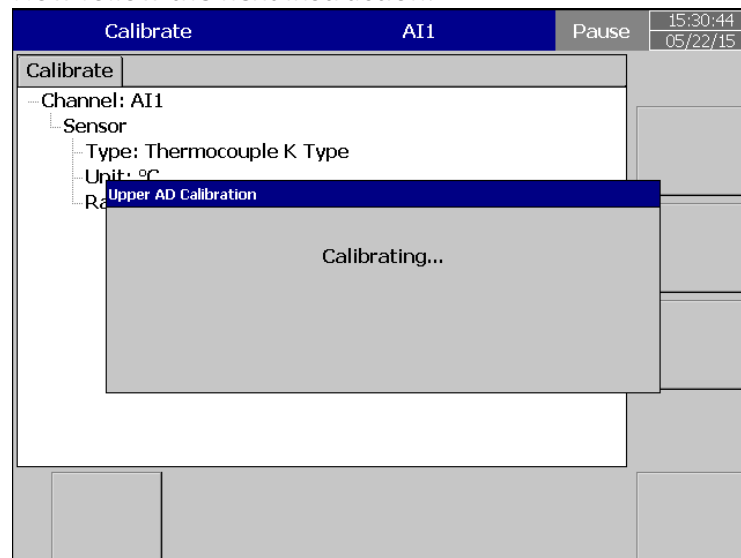 Calibrate AI1 Pause 15:30:44
05/22/15
Calibrate
Channel: AI1
Sensor
Type: Thermocouple K Type
Unit: °C
Ra
Upper AD Calibration
Calibrating...